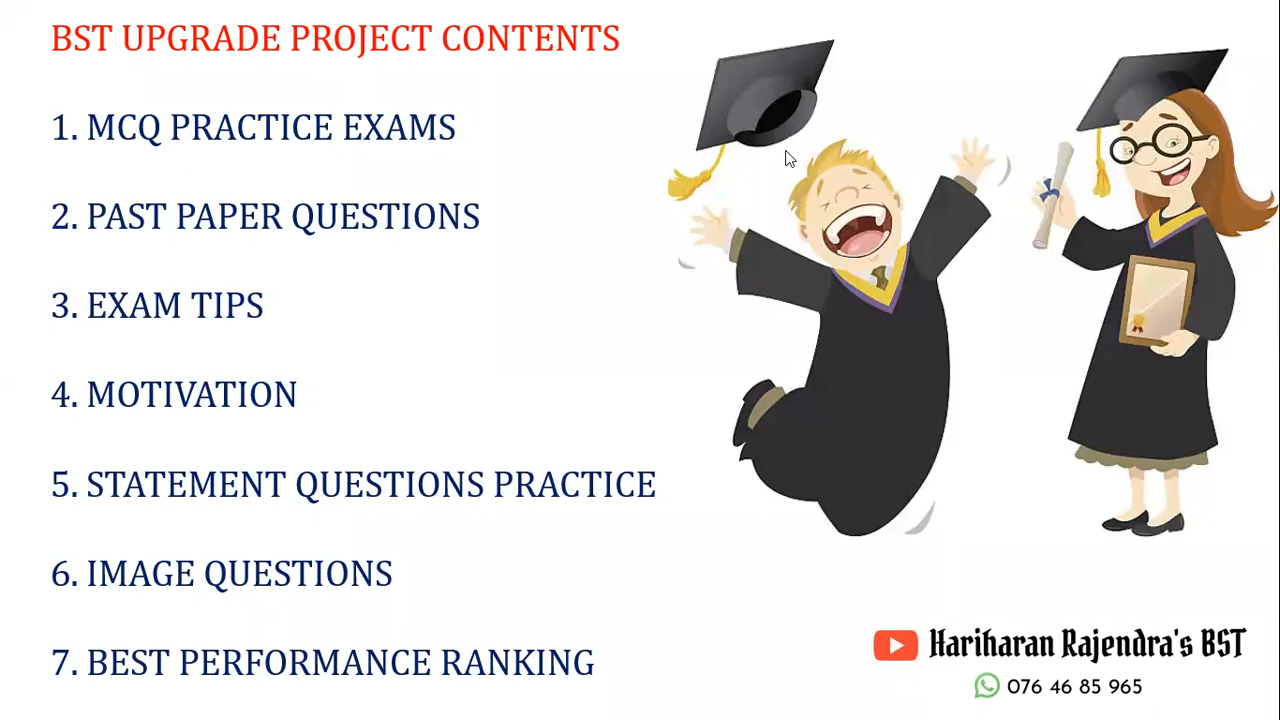 BST UPGRADE PROJECT CONTENTS
1. MCQ PRACTICE EXAMS
2. PAST PAPER QUESTIONS
3. EXAM TIPS
4. MOTIVATION
5. STATEMENT QUESTIONS PRACTICE
6. IMAGE QUESTIONS
7. BEST PERFORMANCE RANKING
Hariharan Rajendra's BST
076 46 85 965